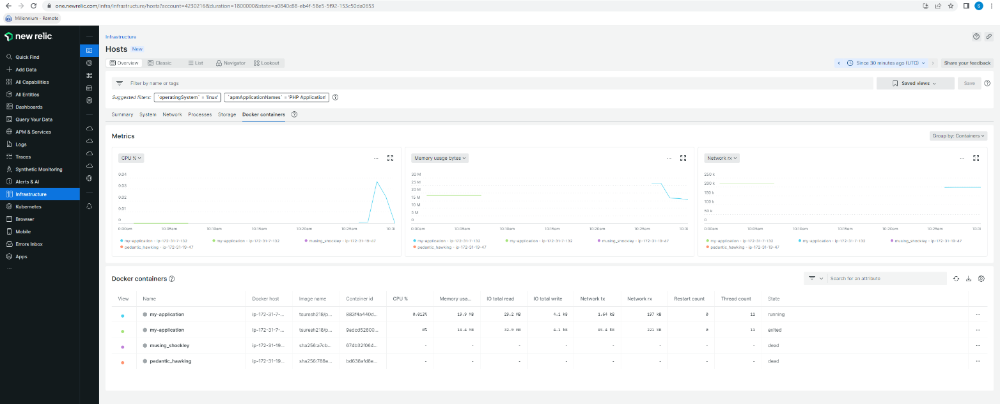 one.newrelic.com/infra/infrastructure/hosts?account=4230216&duration=1800000&state=a0840c88-eb4f-58e5-5f92-153c50da0653
S
Millennium - Remote
new relic
Quick Find
Add Data
All Capabilities
All Entities
Dashboards
Query Your Data
APM & Services
Logs
Traces
Synthetic Monitoring
Alerts & AI
Infrastructure
Kubernetes
Browser
Mobile
Errors Inbox
Apps
...
Infrastructure
Hosts New
Overview Classic List Navigator Lookout
Since 30 minutes ago (UTC) Share your feedback
Filter by name or tags
Saved views Save
Suggested filters: `operatingSystem` = 'linux' `apmApplicationNames` = 'PHP Application'
Summary System Network Processes Storage Docker containers
Metrics
Group by: Containers
CPU %
0.04
0.03
0.02
0.01
0
0:00am 10:05am 10:10am 10:15am 10:20am 10:25am 10:3
my-application - ip-172-31-7-132 my-application - ip-172-31-7-132 musing_shockley - ip-172-31-19-47
pedantic_hawking - ip-172-31-19-47
Memory usage bytes
30 M
25 M
20 M
15 M
10 M
5 M
0
0:00am 10:05am 10:10am 10:15am 10:20am 10:25am 10:3
my-application - ip-172-31-7-132 my-application - ip-172-31-7-132 musing_shockley - ip-172-31-19-47
pedantic_hawking - ip-172-31-19-47
Network rx
250 k
200 k
150 k
100 k
50 k
0
0:00am 10:05am 10:10am 10:15am 10:20am 10:25am 10:3
my-application - ip-172-31-7-132 my-application - ip-172-31-7-132 musing_shockley - ip-172-31-19-47
pedantic_hawking - ip-172-31-19-47
Docker containers
Search for an attribute
View Name Docker host Image name Container id CPU % Memory usa... IO total read IO total write Network tx Network rx Restart count Thread count State
my-application ip-172-31-7-... tsuresh218/p... 883f4a440d... 0.013% 19.9 MB 29.2 MB 4.1 kB 1.64 kB 197 kB 0 11 running
my-application ip-172-31-7-... tsuresh218/p... 9adcd52800... 0% 18.4 MB 32.9 MB 4.1 kB 85.4 kB 221 kB 0 11 exited
musing_shockley ip-172-31-19... sha256:a7cb... 674b32f064... - - - - - - - - dead
pedantic_hawking ip-172-31-19... sha256:788e... bd638afd8e... - - - - - - - - dead